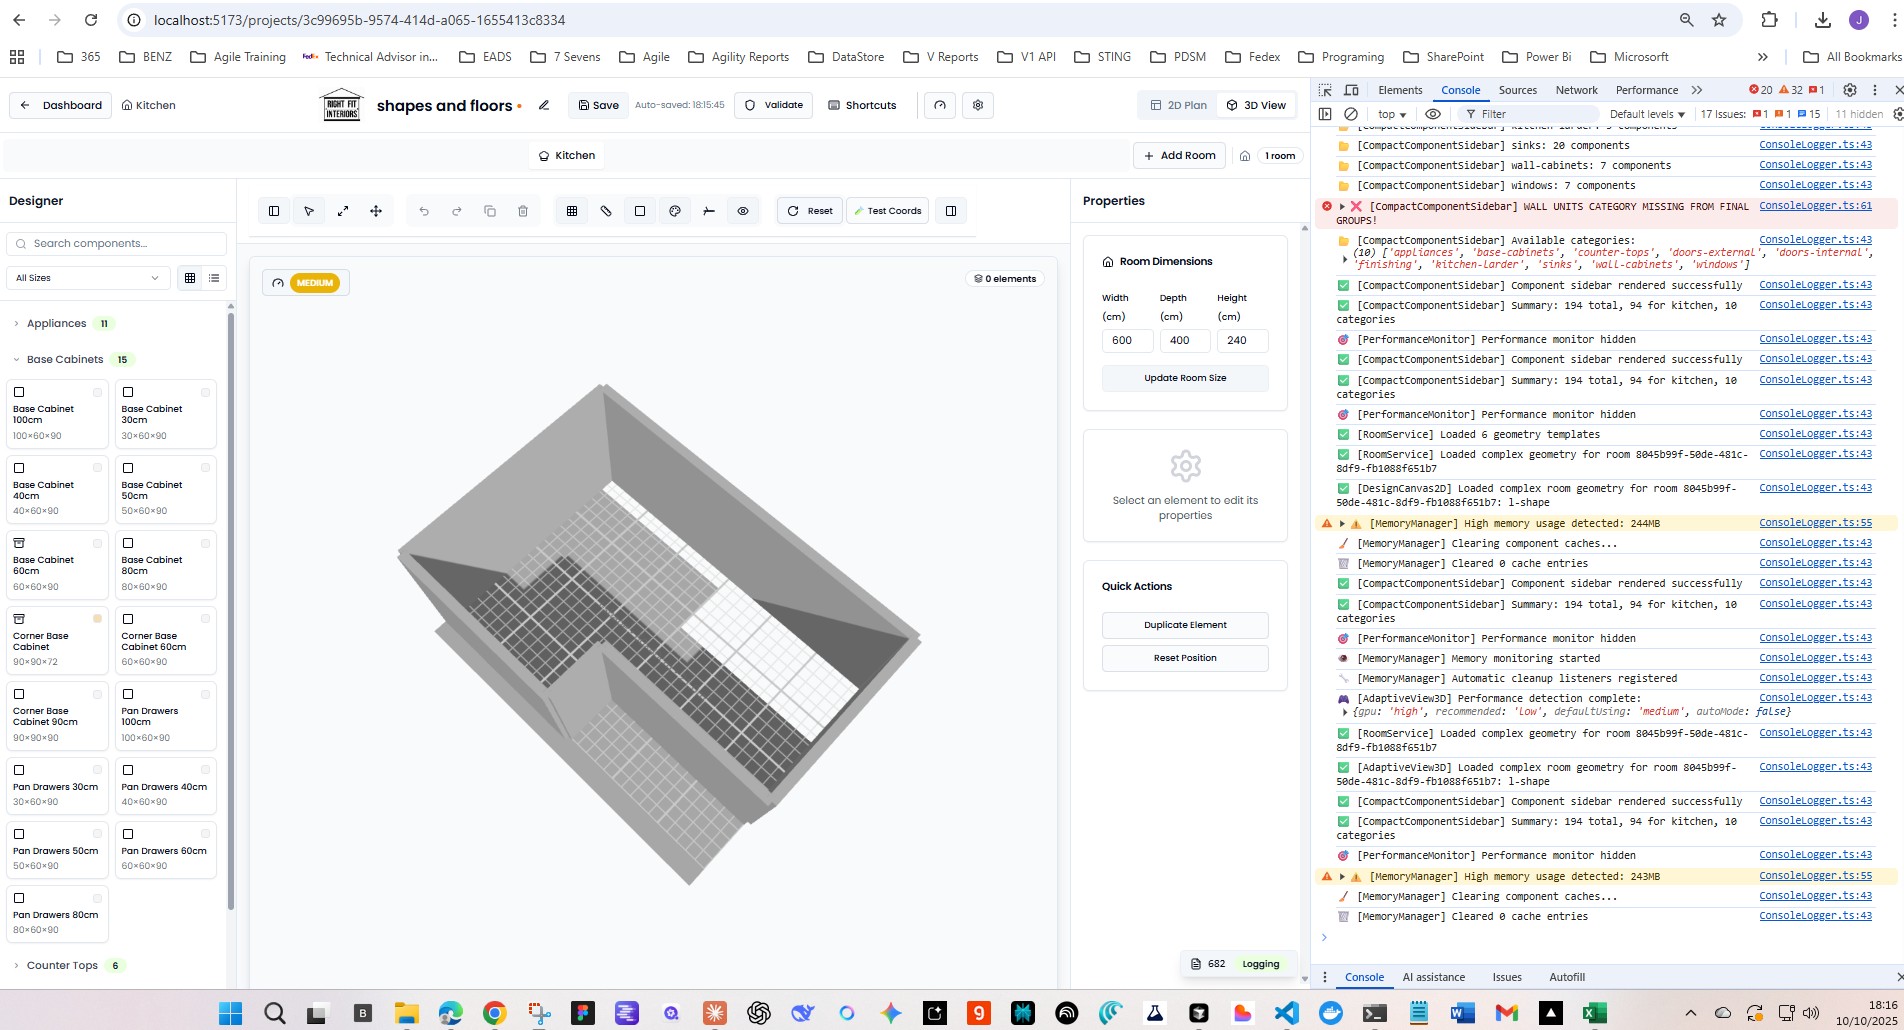 localhost:5173/projects/3c99695b-9574-414d-a065-1655413c8334
365
BENZ
Agile Training
FedEx
Technical Advisor in...
EADS
7 Sevens
Agile
Agility Reports
DataStore
V Reports
V1 API
STING
PDSM
Fedex
Programing
SharePoint
Power Bi
Microsorft
All Bookmarks
Dashboard
Kitchen
RIGHT FIT
INTERIORS
shapes and floors
Save
Auto-saved: 18:15:45
Validate
Shortcuts
2D Plan
3D View
Kitchen
Add Room
1 room
Designer
Search components...
All Sizes
Appliances 11
Base Cabinets 15
Base Cabinet
100cm
100×60×90
Base Cabinet
30cm
30×60×90
Base Cabinet
40cm
40×60×90
Base Cabinet
50cm
50×60×90
Base Cabinet
60cm
60×60×90
Base Cabinet
80cm
80×60×90
Corner Base
Cabinet
90×90×72
Corner Base
Cabinet 60cm
60×60×90
Corner Base
Cabinet 90cm
90×90×90
Pan Drawers
100cm
100×60×90
Pan Drawers 30cm
30×60×90
Pan Drawers 40cm
40×60×90
Pan Drawers 50cm
50×60×90
Pan Drawers 60cm
60×60×90
Pan Drawers 80cm
80×60×90
Counter Tops 6
Reset
Test Coords
MEDIUM
0 elements
Properties
Room Dimensions
Width
(cm)
Depth
(cm)
Height
(cm)
600
400
240
Update Room Size
Select an element to edit its
properties
Quick Actions
Duplicate Element
Reset Position
682
Logging
Elements
Console
Sources
Network
Performance
20
32
1
top
Filter
Default levels
17 Issues:
1
1
15
11 hidden
[CompactComponentSidebar] sinks: 20 components ConsoleLogger.ts:43
[CompactComponentSidebar] wall-cabinets: 7 components ConsoleLogger.ts:43
[CompactComponentSidebar] windows: 7 components ConsoleLogger.ts:43
[CompactComponentSidebar] WALL UNITS CATEGORY MISSING FROM FINAL ConsoleLogger.ts:61
GROUPS!
[CompactComponentSidebar] Available categories: ConsoleLogger.ts:43
(10) ['appliances', 'base-cabinets', 'counter-tops', 'doors-external', 'doors-internal',
'finishing', 'kitchen-larder', 'sinks', 'wall-cabinets', 'windows']
[CompactComponentSidebar] Component sidebar rendered successfully ConsoleLogger.ts:43
[CompactComponentSidebar] Summary: 194 total, 94 for kitchen, 10 ConsoleLogger.ts:43
categories
[PerformanceMonitor] Performance monitor hidden ConsoleLogger.ts:43
[CompactComponentSidebar] Component sidebar rendered successfully ConsoleLogger.ts:43
[CompactComponentSidebar] Summary: 194 total, 94 for kitchen, 10 ConsoleLogger.ts:43
categories
[PerformanceMonitor] Performance monitor hidden ConsoleLogger.ts:43
[RoomService] Loaded 6 geometry templates ConsoleLogger.ts:43
[RoomService] Loaded complex geometry for room 8045b99f-50de-481c- ConsoleLogger.ts:43
8df9-fb1088f651b7
[DesignCanvas2D] Loaded complex room geometry for room 8045b99f- ConsoleLogger.ts:43
50de-481c-8df9-fb1088f651b7: l-shape
[MemoryManager] High memory usage detected: 244MB ConsoleLogger.ts:55
[MemoryManager] Clearing component caches... ConsoleLogger.ts:43
[MemoryManager] Cleared 0 cache entries ConsoleLogger.ts:43
[CompactComponentSidebar] Component sidebar rendered successfully ConsoleLogger.ts:43
[CompactComponentSidebar] Summary: 194 total, 94 for kitchen, 10 ConsoleLogger.ts:43
categories
[PerformanceMonitor] Performance monitor hidden ConsoleLogger.ts:43
[MemoryManager] Memory monitoring started ConsoleLogger.ts:43
[MemoryManager] Automatic cleanup listeners registered ConsoleLogger.ts:43
[AdaptiveView3D] Performance detection complete: ConsoleLogger.ts:43
{gpu: 'high', recommended: 'low', defaultUsing: 'medium', autoMode: false}
[RoomService] Loaded complex geometry for room 8045b99f-50de-481c- ConsoleLogger.ts:43
8df9-fb1088f651b7
[AdaptiveView3D] Loaded complex room geometry for room 8045b99f- ConsoleLogger.ts:43
50de-481c-8df9-fb1088f651b7: l-shape
[CompactComponentSidebar] Component sidebar rendered successfully ConsoleLogger.ts:43
[CompactComponentSidebar] Summary: 194 total, 94 for kitchen, 10 ConsoleLogger.ts:43
categories
[PerformanceMonitor] Performance monitor hidden ConsoleLogger.ts:43
[MemoryManager] High memory usage detected: 243MB ConsoleLogger.ts:55
[MemoryManager] Clearing component caches... ConsoleLogger.ts:43
[MemoryManager] Cleared 0 cache entries ConsoleLogger.ts:43
Console
AI assistance
Issues
Autofill
18:16
10/10/2025